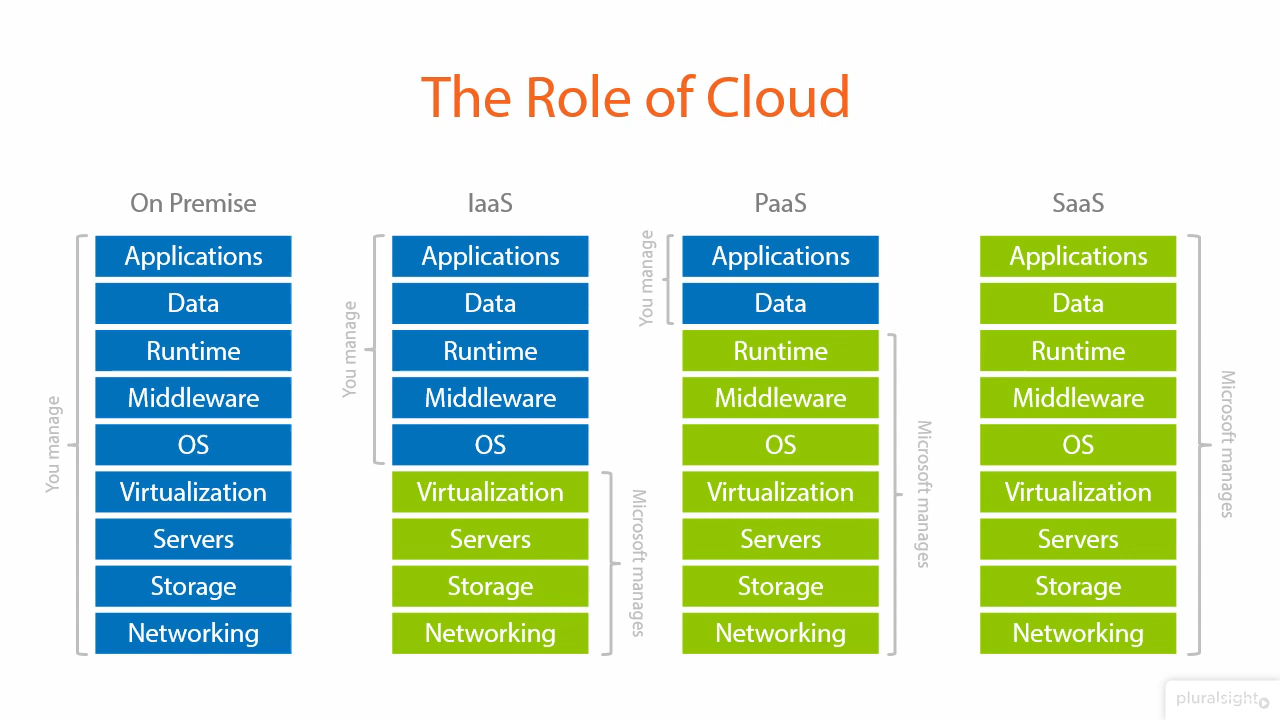 The Role of Cloud
On Premise
You manage
Applications
Data
Runtime
Middleware
OS
Virtualization
Servers
Storage
Networking
IaaS
You manage
Applications
Data
Runtime
Middleware
OS
Virtualization
Servers
Storage
Networking
Microsoft manages
PaaS
You manage
Applications
Data
Runtime
Middleware
OS
Virtualization
Servers
Storage
Networking
Microsoft manages
SaaS
Applications
Data
Runtime
Middleware
OS
Virtualization
Servers
Storage
Networking
Microsoft manages
pluralsight